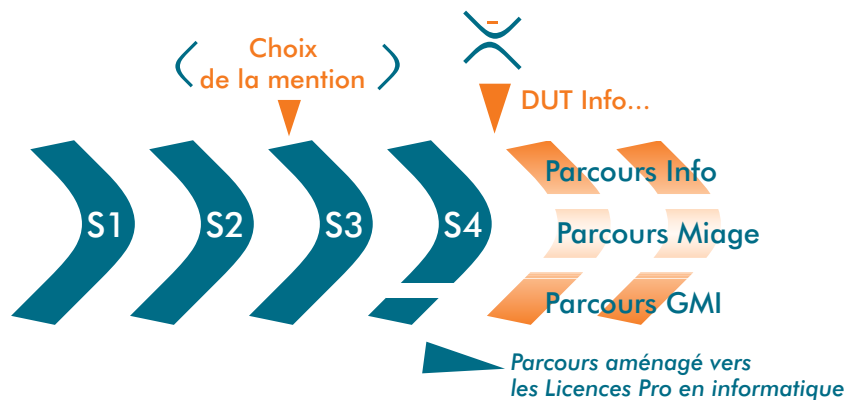 Choix
de la mention
DUT Info...
S1 S2 S3 S4
Parcours Info
Parcours Miage
Parcours GMI
Parcours aménagé vers
les Licences Pro en informatique